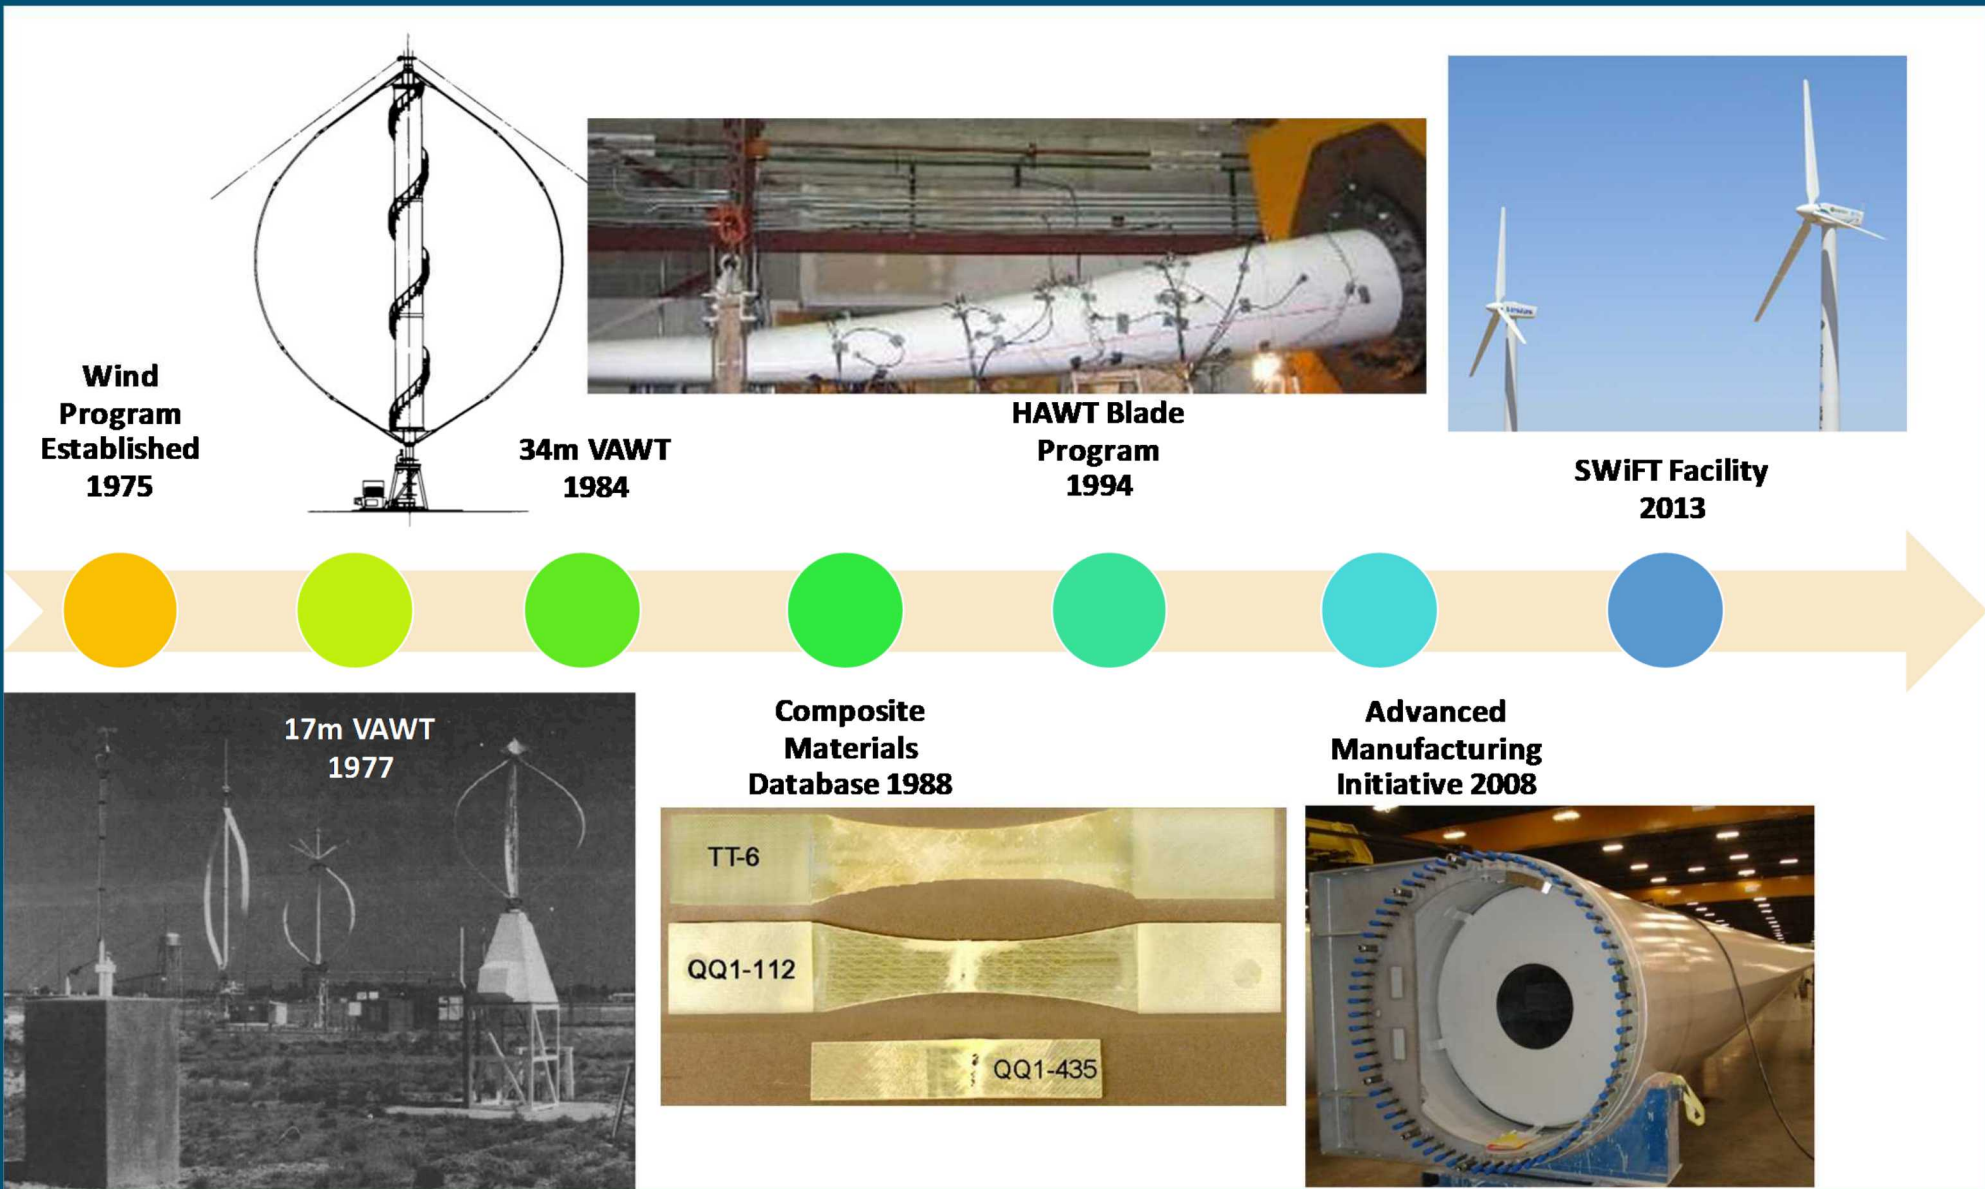 Wind
Program
Established
1975
34m VAWT
1984
HAWT Blade
Program
1994
SWiFT Facility
2013
17m VAWT
1977
Composite
Materials
Database 1988
TT-6
QQ1-112
QQ1-435
Advanced
Manufacturing
Initiative 2008